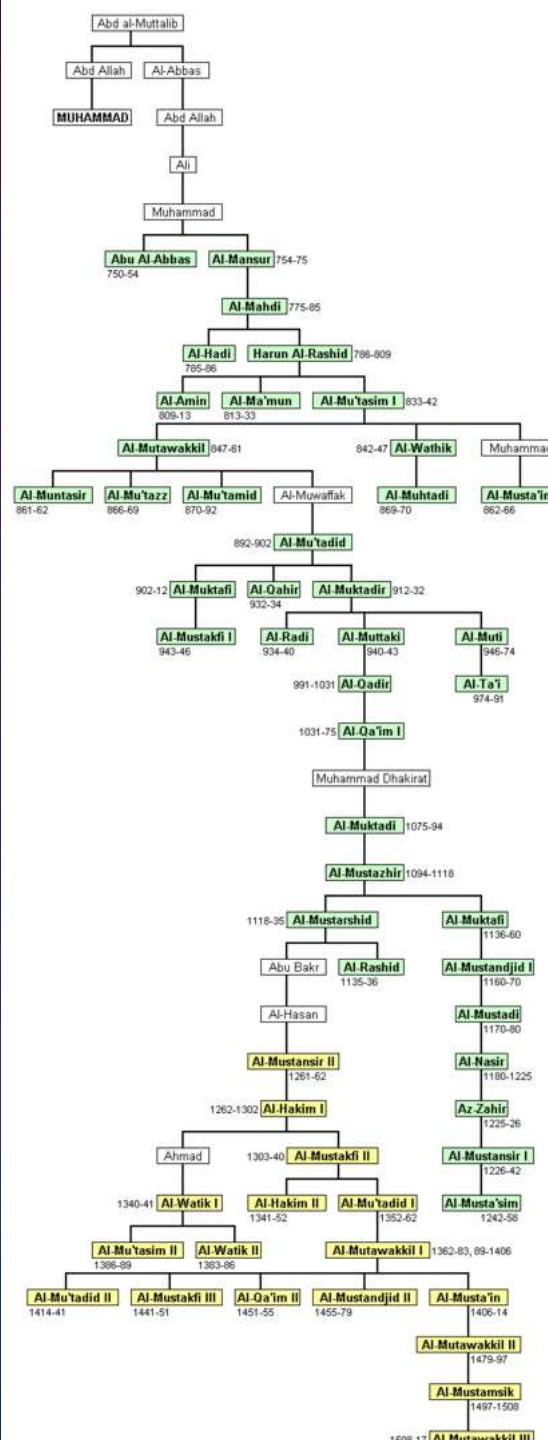 Abd al-Muttalib
Abd Allah Al-Abbas
MUHAMMAD Abd Allah
Ali
Muhammad
Abu Al-Abbas Al-Mansur 754-75
750-54
Al-Mahdi 775-85
Al-Hadi Harun Al-Rashid 786-809
785-86
Al-Amin Al-Ma'mun Al-Mu'tasim I 833-42
809-13 813-33
Al-Mutawakkil 847-61 842-47 Al-Wathik Muhammad
Al-Muntasir Al-Mu'tazz Al-Mu'tamid Al-Muwaffak Al-Muhtadi Al-Musta'in
861-62 866-69 870-92 869-70 862-66
892-902 Al-Mu'tadid
902-12 Al-Muktafi Al-Qahir Al-Muktadir 912-32
932-34
Al-Mustakfi I Al-Radi Al-Muttaki Al-Muti
943-46 934-40 940-43 946-74
991-1031 Al-Qadir Al-Ta'i
974-91
1031-75 Al-Qa'im I
Muhammad Dhakirat
Al-Muktadi 1075-94
Al-Mustazhir 1094-1118
1118-35 Al-Mustarshid Al-Muktafi
1136-60
Abu Bakr Al-Rashid Al-Mustandjid I
1135-36 1160-70
Al-Hasan Al-Mustadi
1170-80
Al-Mustansir II Al-Nasir
1261-62 1180-1225
1262-1302 Al-Hakim I Az-Zahir
1225-26
Ahmad 1303-40 Al-Mustakfi II Al-Mustansir I
1226-42
1340-41 Al-Watik I Al-Hakim II Al-Mu'tadid I Al-Musta'sim
1341-52 1352-62 1242-58
Al-Mu'tasim II Al-Watik II Al-Mutawakkil I 1362-83, 89-1406
1386-89 1383-86
Al-Mu'tadid II Al-Mustakfi III Al-Qa'im II Al-Mustandjid II Al-Musta'in
1414-41 1441-51 1451-55 1455-79 1406-14
Al-Mutawakkil II
1479-97
Al-Mustamsik
1497-1508
1508-17 Al-Mutawakkil III